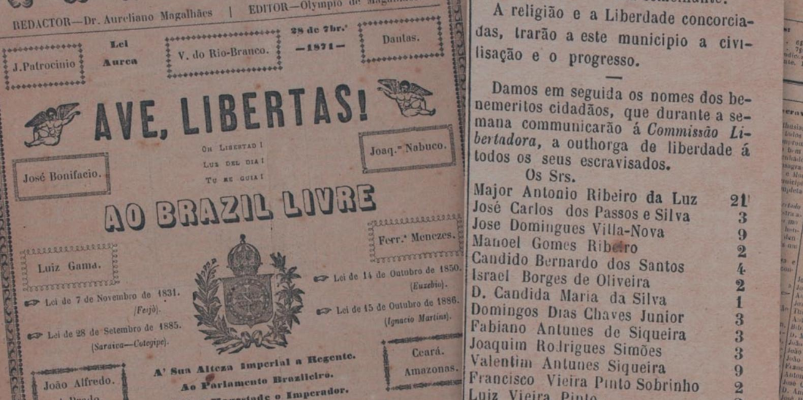 REDACTOR—Dr. Aureliano Magalhães | EDITOR—Olympio de
J. Patrocinio
Lei
Aurea
V. do Rio-Branco.
28 de 7br.º
—1871—
Dantas.
AVE, LIBERTAS!
OH LIBERTAD!
LUZ DEL DIA!
TU ME GUIA!
José Bonifacio.
Joaq.m Nabuco.
AO BRAZIL LIVRE
Luiz Gama.
Ferr.ª Menezes.
Lei de 7 de Novembro de 1831.
(Feijó).
Lei de 28 de Setembro de 1885.
(Saraiva—Cotegipe).
Lei de 14 de Outubro de 1850.
(Euzebio).
Lei de 15 de Outubro de 1886.
(Ignacio Martins).
A' Sua Alteza Imperial a Regente.
Ao Parlamento Brazileiro.
e Imperador.
João Alfredo.
Ceará.
Amazonas.
A religião e a Liberdade concorcia-
das, trarão a este municipio a civi-
lisação e o progresso.
Damos em seguida os nomes dos be-
nemeritos cidadãos, que durante a se-
mana communicarão á Commissão Li-
bertadora, a outhorga de liberdade á
todos os seus escravisados.
Os Srs.
Major Antonio Ribeiro da Luz 21
José Carlos dos Passos e Silva 3
Jose Domingues Villa-Nova 9
Manoel Gomes Ribeiro 2
Candido Bernardo dos Santos 4
Israel Borges de Oliveira 2
D. Candida Maria da Silva 1
Domingos Dias Chaves Junior 3
Fabiano Antunes de Siqueira 3
Joaquim Rodrigues Simões 3
Valentim Antunes Siqueira 9
Francisco Vieira Pinto Sobrinho 2
Luiz Vieira Pinto